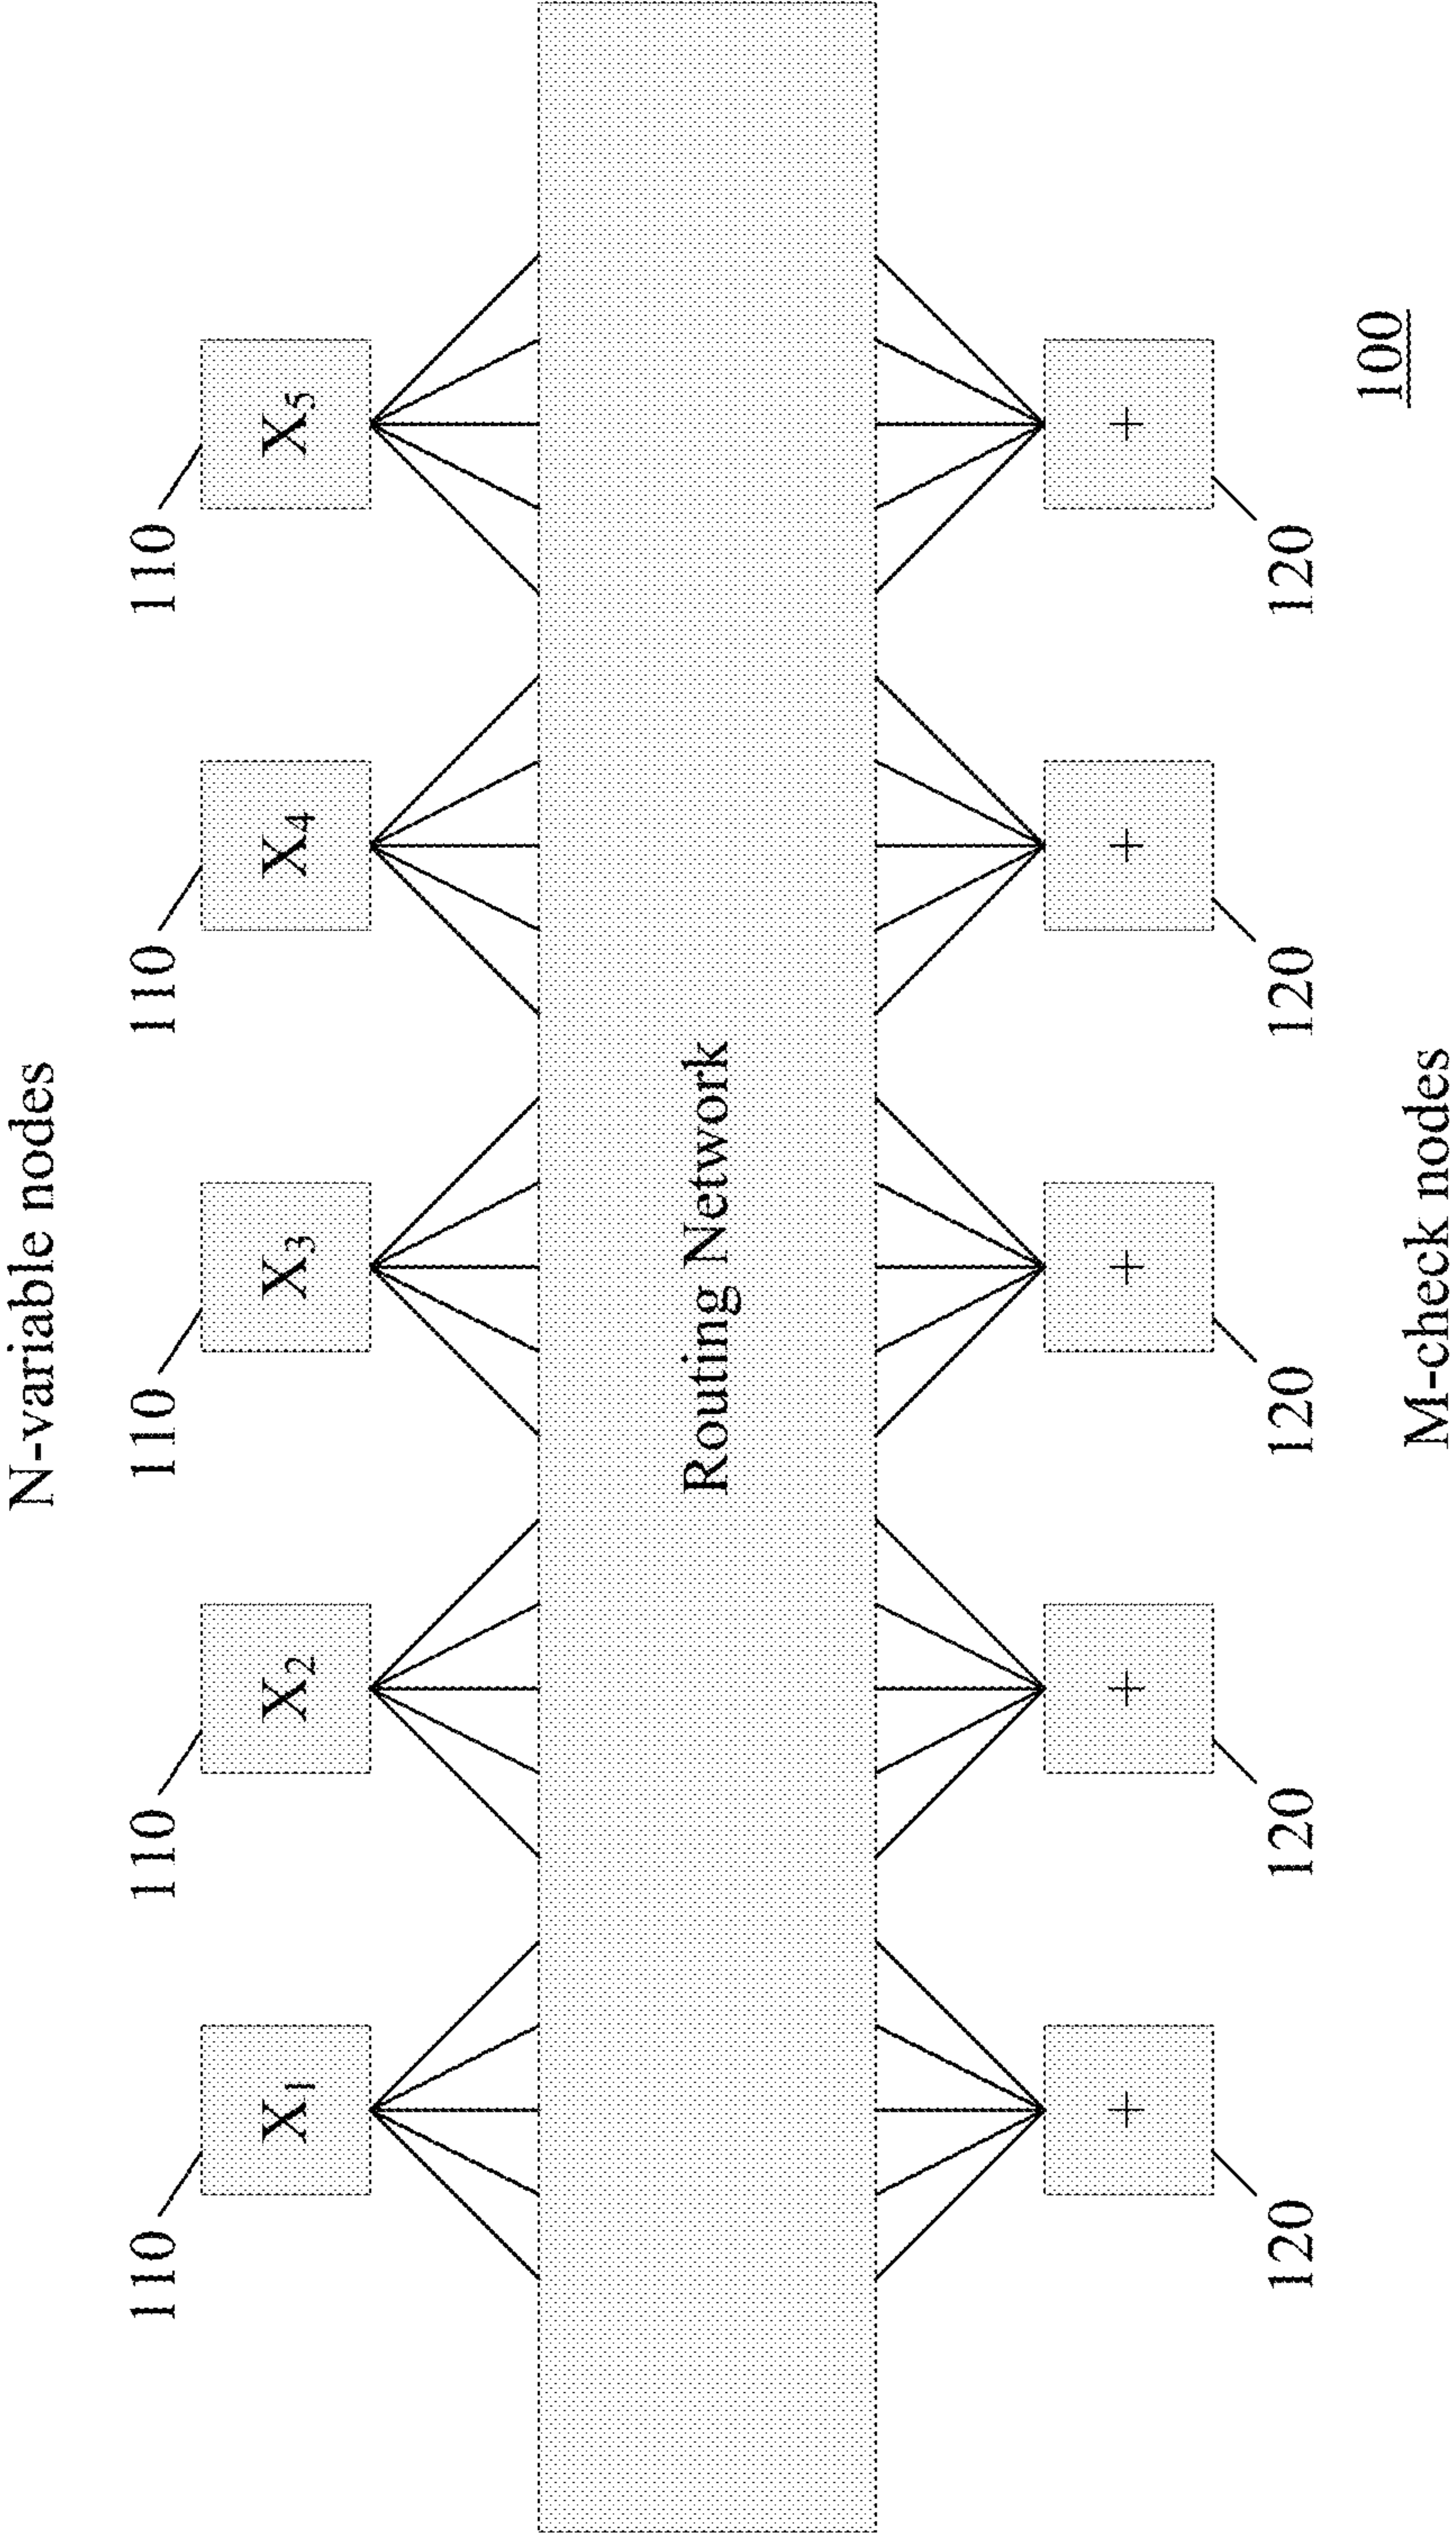 N-variable nodes
110 110 110 110 110
X1 X2 X3 X4 X5
Routing Network
+ + + + +
120 120 120 120 120
M-check nodes
100